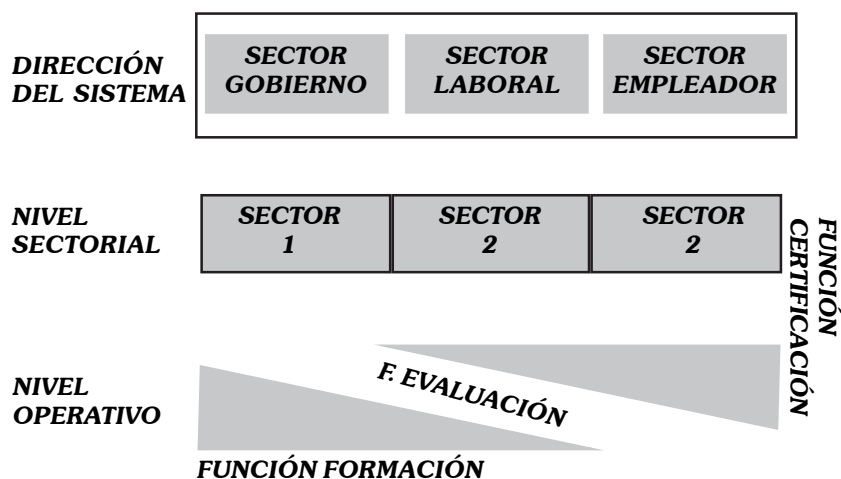 DIRECCIÓN
DEL SISTEMA
SECTOR
GOBIERNO
SECTOR
LABORAL
SECTOR
EMPLEADOR
NIVEL
SECTORIAL
SECTOR
1
SECTOR
2
SECTOR
2
FUNCIÓN
CERTIFICACIÓN
NIVEL
OPERATIVO
F. EVALUACIÓN
FUNCIÓN FORMACIÓN